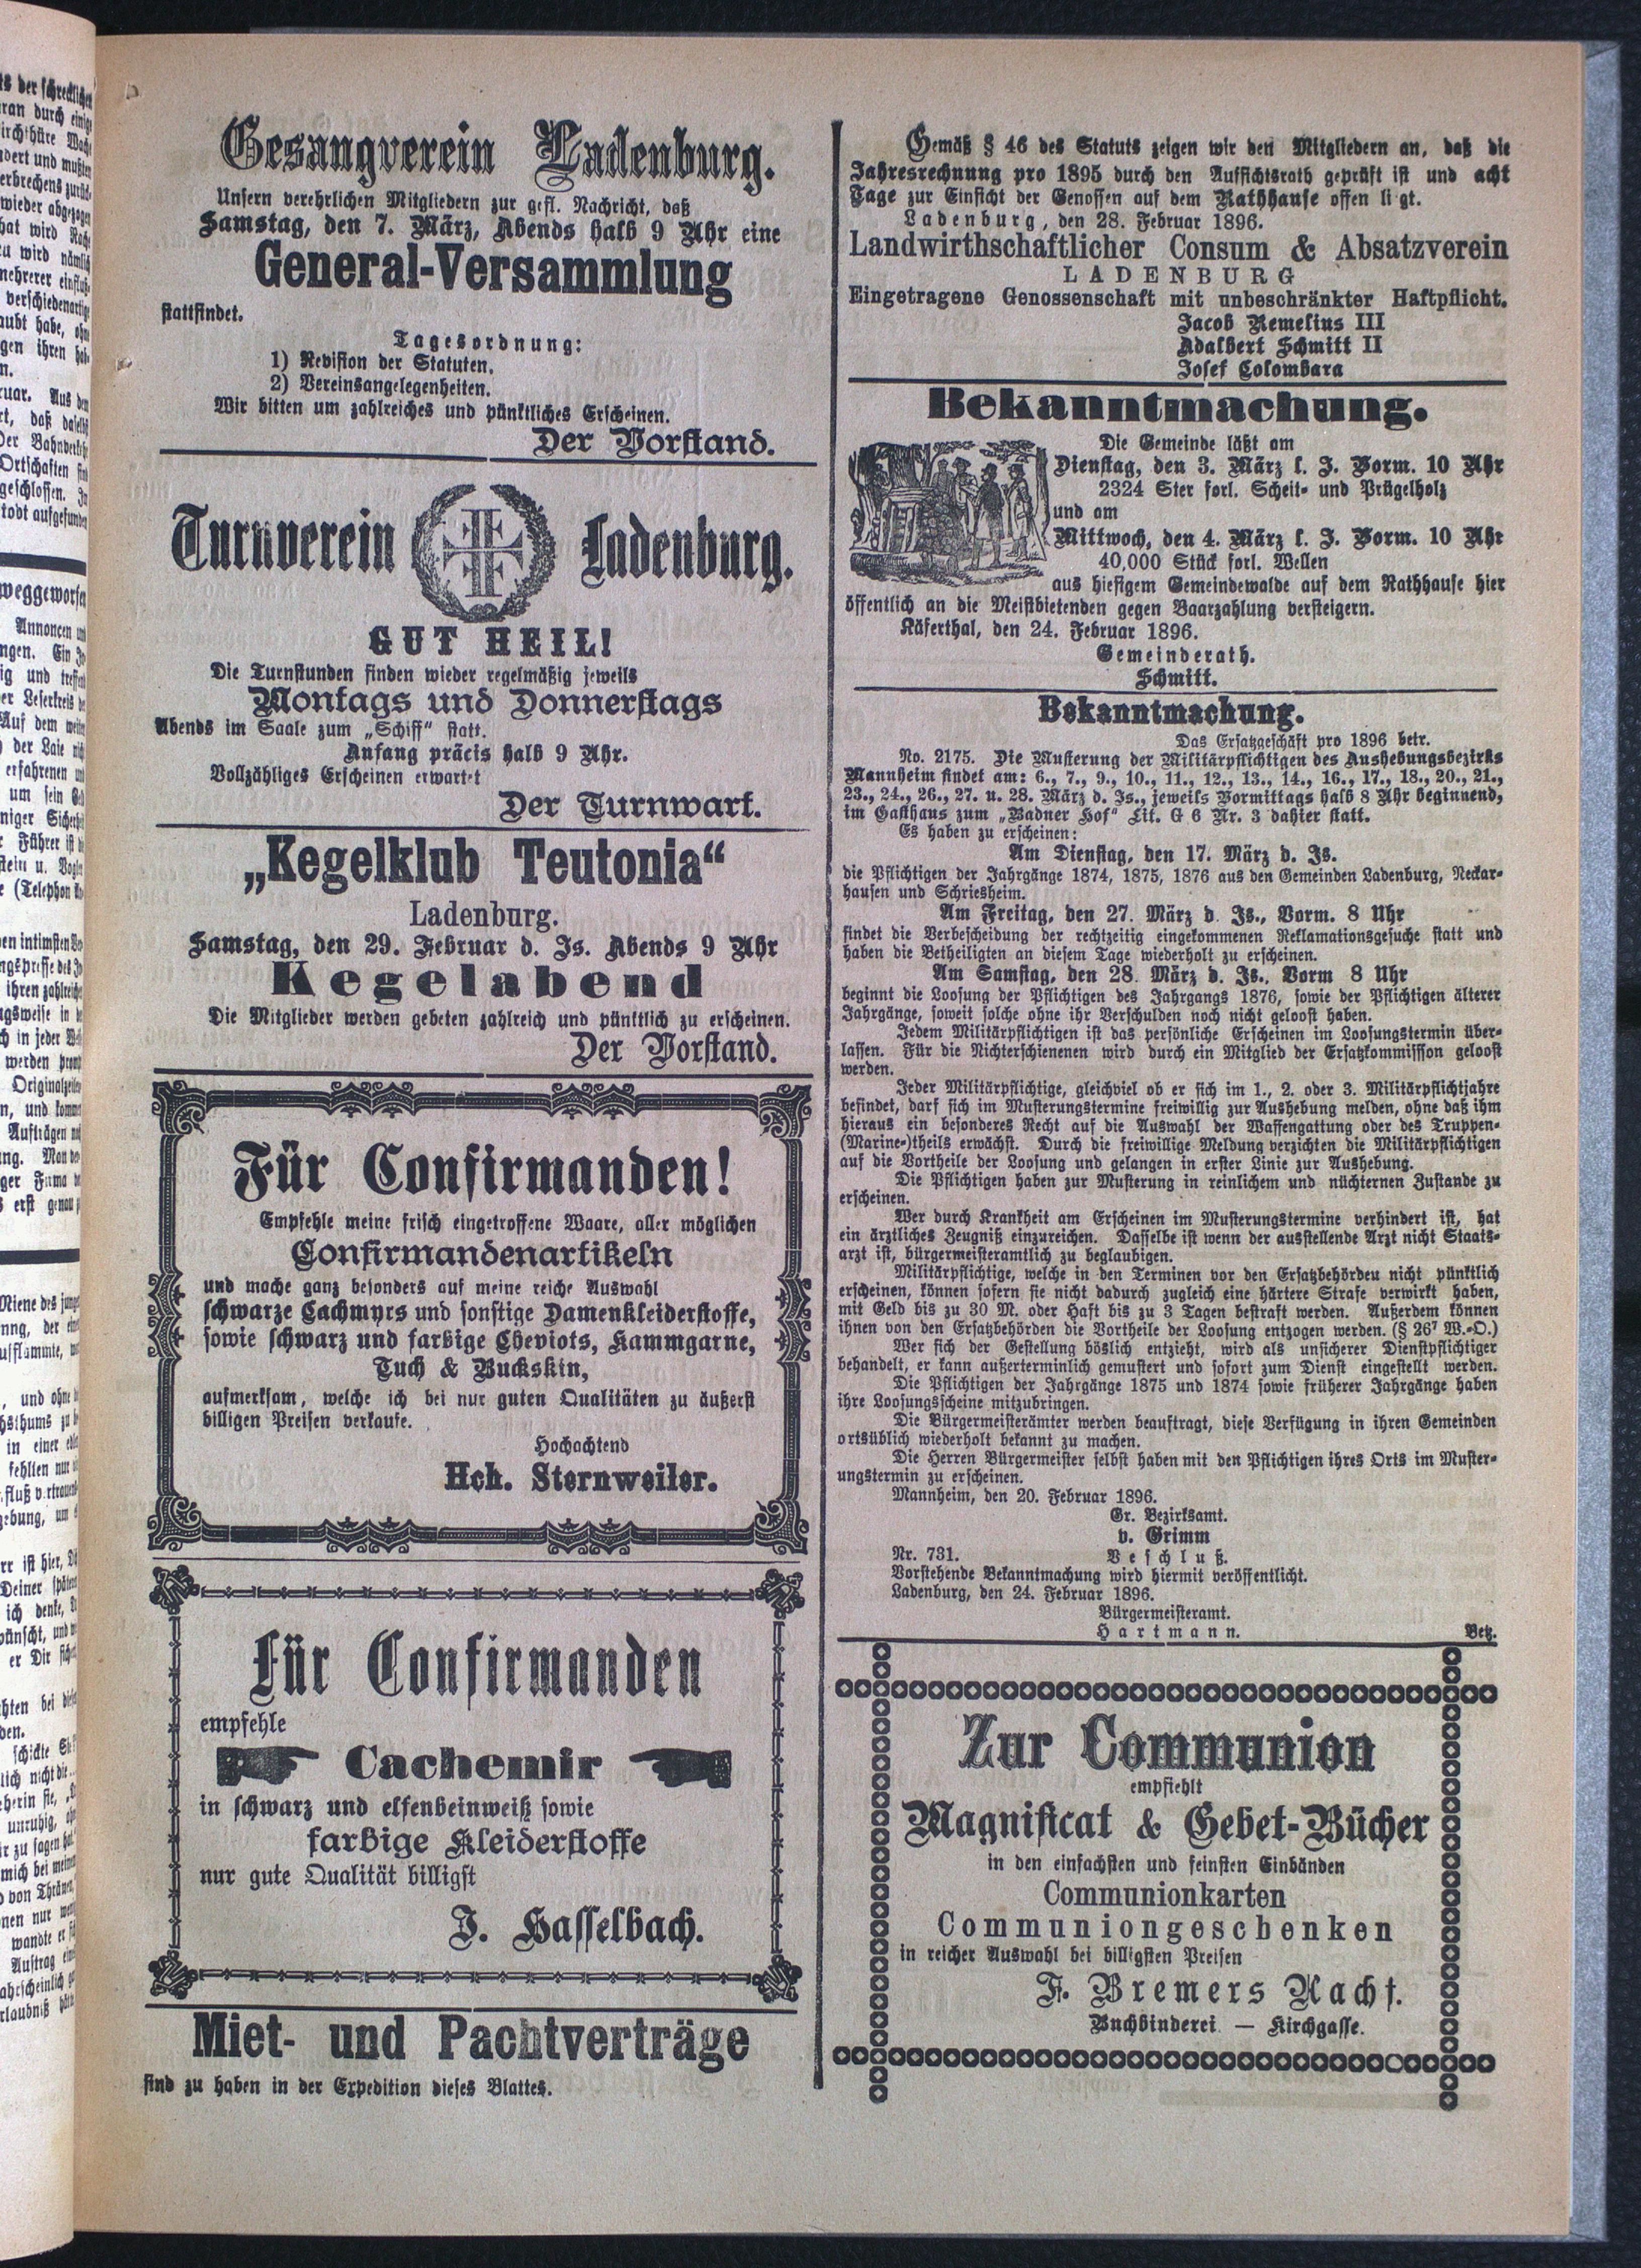 Gesangverein Ladenburg.
Unsern verehrlichen Mitgliedern zur gefl. Nachricht, daß
Samstag, den 7. März, Abends halb 9 Uhr eine
General-Versammlung
stattfindet.
Tagesordnung:
1) Revision der Statuten.
2) Vereinsangelegenheiten.
Wir bitten um zahlreiches und pünktliches Erscheinen.
Der Vorstand.
Turnverein Ladenburg.
GUT HEIL!
Die Turnstunden finden wieder regelmäßig jeweils
Montags und Donnerstags
Abends im Saale zum „Schiff“ statt.
Anfang präcis halb 9 Uhr.
Vollzähliges Erscheinen erwartet
Der Turnwart.
„Kegelklub Teutonia“
Ladenburg.
Samstag, den 29. Februar d. Js. Abends 9 Uhr
Kegelabend
Die Mitglieder werden gebeten zahlreich und pünktlich zu erscheinen.
Der Vorstand.
Für Confirmanden!
Empfehle meine frisch eingetroffene Waare, aller möglichen
Confirmandenartikeln
und mache ganz besonders auf meine reiche Auswahl
schwarze Cachmyrs und sonstige Damenkleiderstoffe,
sowie schwarz und farbige Cheviots, Kammgarne,
Tuch & Buckskin,
aufmerksam, welche ich bei nur guten Qualitäten zu äußerst
billigen Preisen verkaufe.
Hochachtend
Hch. Sternweiler.
Für Confirmanden
empfehle
Cachemir
in schwarz und elfenbeinweiß sowie
farbige Kleiderstoffe
nur gute Qualität billigst
J. Hasselbach.
Miet- und Pachtverträge
sind zu haben in der Expedition dieses Blattes.
Gemäß § 46 des Statuts zeigen wir den Mitgliedern an, daß die
Jahresrechnung pro 1895 durch den Aufsichtsrath geprüft ist und acht
Tage zur Einsicht der Genossen auf dem Rathhause offen li gt.
Ladenburg, den 28. Februar 1896.
Landwirthschaftlicher Consum & Absatzverein
LADENBURG
Eingetragene Genossenschaft mit unbeschränkter Haftpflicht.
Jacob Remelius III
Adalbert Schmitt II
Josef Colombara
Bekanntmachung.
Die Gemeinde läßt am
Dienstag, den 3. März l. J. Vorm. 10 Uhr
2324 Ster forl. Scheit- und Prügelholz
und am
Mittwoch, den 4. März l. J. Vorm. 10 Uhr
40,000 Stück forl. Wellen
aus hiesigem Gemeindewalde auf dem Rathhause hier
öffentlich an die Meistbietenden gegen Baarzahlung versteigern.
Käferthal, den 24. Februar 1896.
Gemeinderath.
Schmitt.
Bekanntmachung.
Das Ersatzgeschäft pro 1896 betr.
No. 2175. Die Musterung der Militärpflichtigen des Aushebungsbezirks
Mannheim findet am: 6., 7., 9., 10., 11., 12., 13., 14., 16., 17., 18., 20., 21.,
23., 24., 26., 27. u. 28. März d. Js., jeweils Vormittags halb 8 Uhr beginnend,
im Gasthaus zum „Badner Hof“ Lit. G 6 Nr. 3 dahier statt.
Es haben zu erscheinen:
Am Dienstag, den 17. März d. Js.
die Pflichtigen der Jahrgänge 1874, 1875, 1876 aus den Gemeinden Ladenburg, Neckar-
hausen und Schriesheim.
Am Freitag, den 27. März d. Js., Vorm. 8 Uhr
findet die Verbescheidung der rechtzeitig eingekommenen Reklamationsgesuche statt und
haben die Betheiligten an diesem Tage wiederholt zu erscheinen.
Am Samstag, den 28. März d. Js., Vorm 8 Uhr
beginnt die Loosung der Pflichtigen des Jahrgangs 1876, sowie der Pflichtigen älterer
Jahrgänge, soweit solche ohne ihr Verschulden noch nicht geloost haben.
Jedem Militärpflichtigen ist das persönliche Erscheinen im Loosungstermin über-
lassen. Für die Nichterschienenen wird durch ein Mitglied der Ersatzkommission geloost
werden.
Jeder Militärpflichtige, gleichviel ob er sich im 1., 2. oder 3. Militärpflichtjahre
befindet, darf sich im Musterungstermine freiwillig zur Aushebung melden, ohne daß ihm
hieraus ein besonderes Recht auf die Auswahl der Waffengattung oder des Truppen-
(Marine-)theils erwächst. Durch die freiwillige Meldung verzichten die Militärpflichtigen
auf die Vortheile der Loosung und gelangen in erster Linie zur Aushebung.
Die Pflichtigen haben zur Musterung in reinlichem und nüchternen Zustande zu
erscheinen.
Wer durch Krankheit am Erscheinen im Musterungstermine verhindert ist, hat
ein ärztliches Zeugniß einzureichen. Dasselbe ist wenn der ausstellende Arzt nicht Staats-
arzt ist, bürgermeisteramtlich zu beglaubigen.
Militärpflichtige, welche in den Terminen vor den Ersatzbehördeu nicht pünktlich
erscheinen, können sofern sie nicht dadurch zugleich eine härtere Strafe verwirkt haben,
mit Geld bis zu 30 M. oder Haft bis zu 3 Tagen bestraft werden. Außerdem können
ihnen von den Ersatzbehörden die Vortheile der Loosung entzogen werden. (§ 26⁷ W.-O.)
Wer sich der Gestellung böslich entzieht, wird als unsicherer Dienstpflichtiger
behandelt, er kann außerterminlich gemustert und sofort zum Dienst eingestellt werden.
Die Pflichtigen der Jahrgänge 1875 und 1874 sowie früherer Jahrgänge haben
ihre Loosungsscheine mitzubringen.
Die Bürgermeisterämter werden beauftragt, diese Verfügung in ihren Gemeinden
ortsüblich wiederholt bekannt zu machen.
Die Herren Bürgermeister selbst haben mit den Pflichtigen ihres Orts im Muster-
ungstermin zu erscheinen.
Mannheim, den 20. Februar 1896.
Gr. Bezirksamt.
v. Grimm
Nr. 731. Beschluß.
Vorstehende Bekanntmachung wird hiermit veröffentlicht.
Ladenburg, den 24. Februar 1896.
Bürgermeisteramt.
Hartmann. Betz.
Zur Communion
empfiehlt
Magnificat & Gebet-Bücher
in den einfachsten und feinsten Einbänden
Communionkarten
Communiongeschenken
in reicher Auswahl bei billigsten Preisen
F. Bremers Nachf.
Buchbinderei — Kirchgasse.